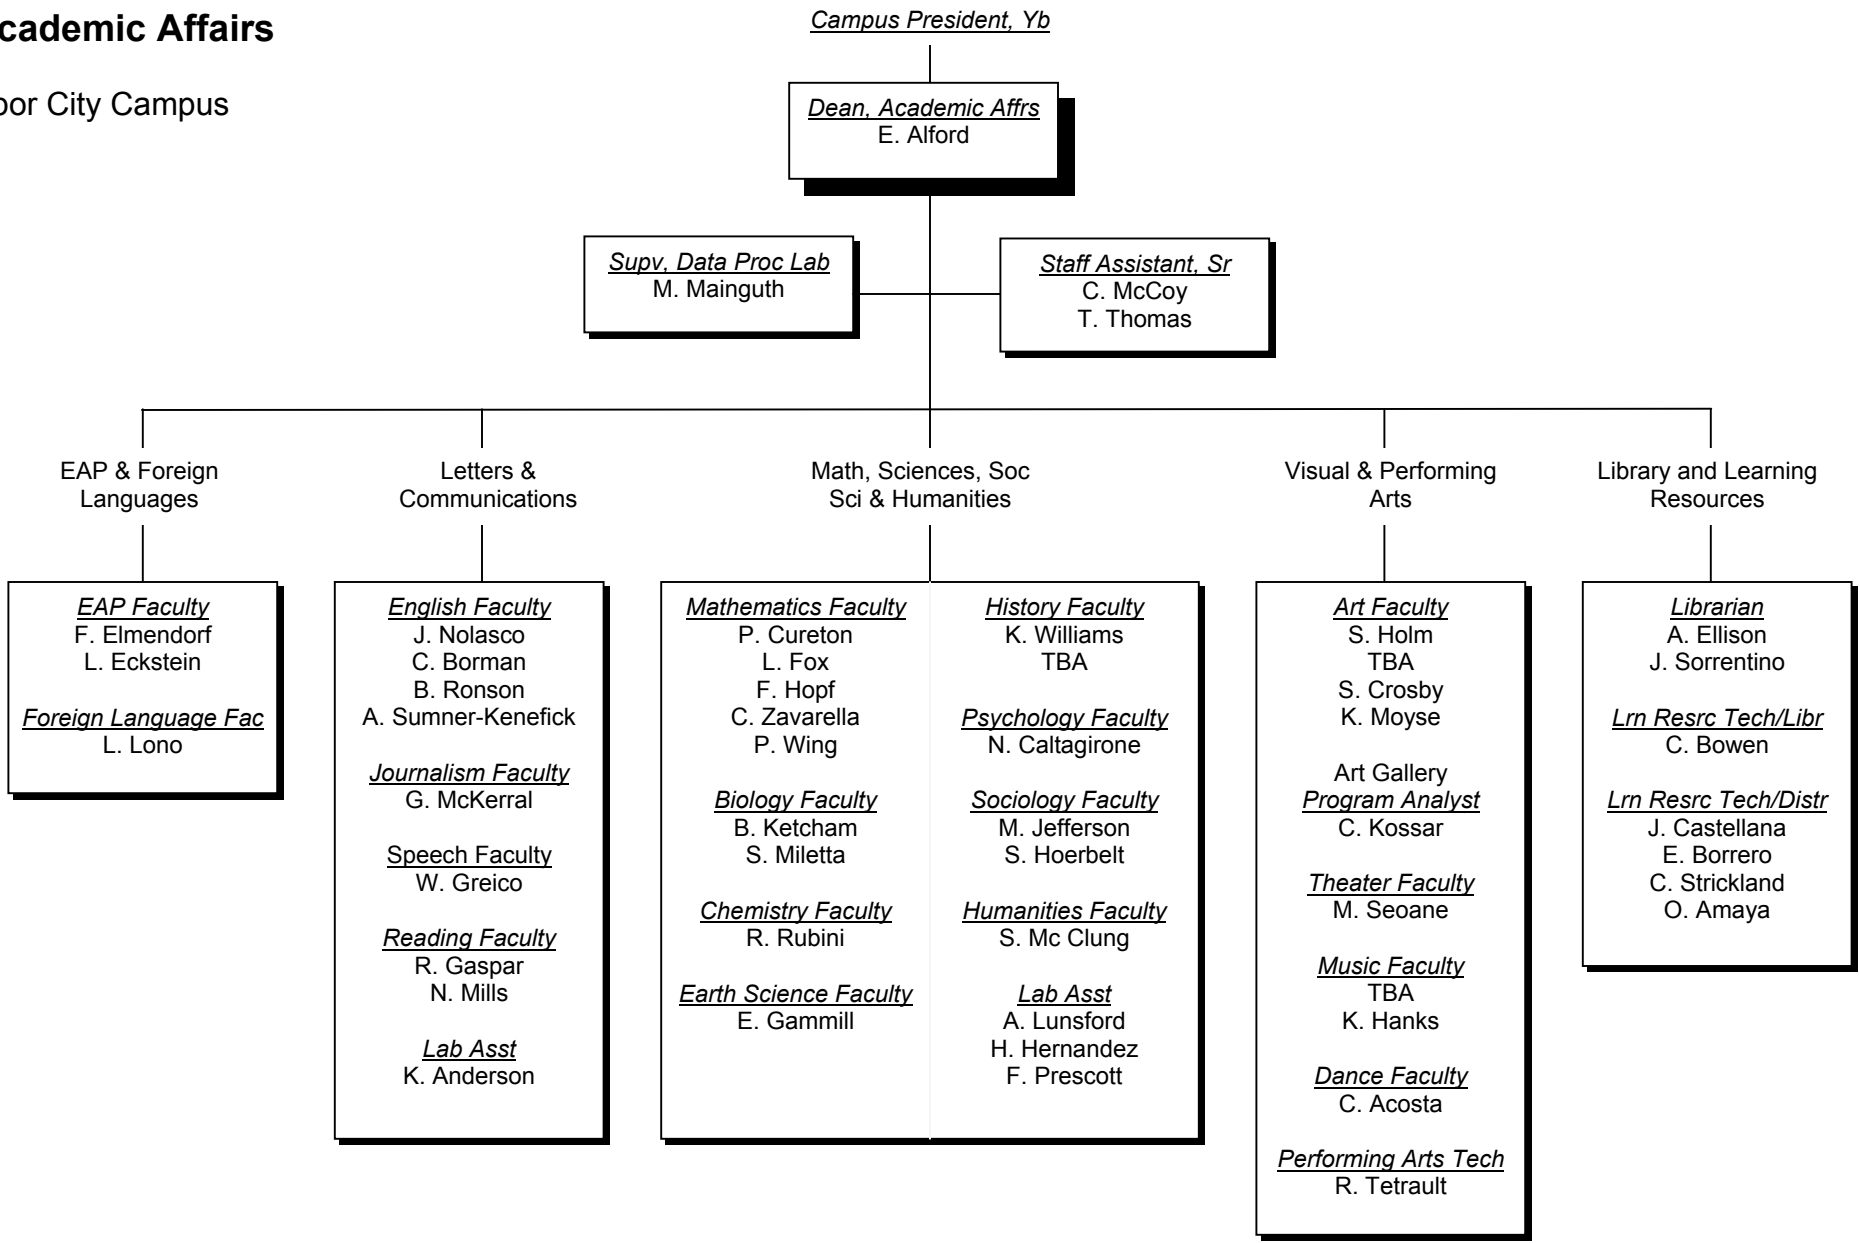 cademic Affairs
oor City Campus
Campus President, Yb
Dean, Academic Affrs
E. Alford
Supv, Data Proc Lab
M. Mainguth
Staff Assistant, Sr
C. McCoy
T. Thomas
EAP & Foreign
Languages
Letters &
Communications
Math, Sciences, Soc
Sci & Humanities
Visual & Performing
Arts
Library and Learning
Resources
EAP Faculty
F. Elmendorf
L. Eckstein
Foreign Language Fac
L. Lono
English Faculty
J. Nolasco
C. Borman
B. Ronson
A. Sumner-Kenefick
Journalism Faculty
G. McKerral
Speech Faculty
W. Greico
Reading Faculty
R. Gaspar
N. Mills
Lab Asst
K. Anderson
Mathematics Faculty
P. Cureton
L. Fox
F. Hopf
C. Zavarella
P. Wing
Biology Faculty
B. Ketcham
S. Miletta
Chemistry Faculty
R. Rubini
Earth Science Faculty
E. Gammill
History Faculty
K. Williams
TBA
Psychology Faculty
N. Caltagirone
Sociology Faculty
M. Jefferson
S. Hoerbelt
Humanities Faculty
S. Mc Clung
Lab Asst
A. Lunsford
H. Hernandez
F. Prescott
Art Faculty
S. Holm
TBA
S. Crosby
K. Moyse
Art Gallery
Program Analyst
C. Kossar
Theater Faculty
M. Seoane
Music Faculty
TBA
K. Hanks
Dance Faculty
C. Acosta
Performing Arts Tech
R. Tetrault
Librarian
A. Ellison
J. Sorrentino
Lrn Resrc Tech/Libr
C. Bowen
Lrn Resrc Tech/Distr
J. Castellana
E. Borrero
C. Strickland
O. Amaya